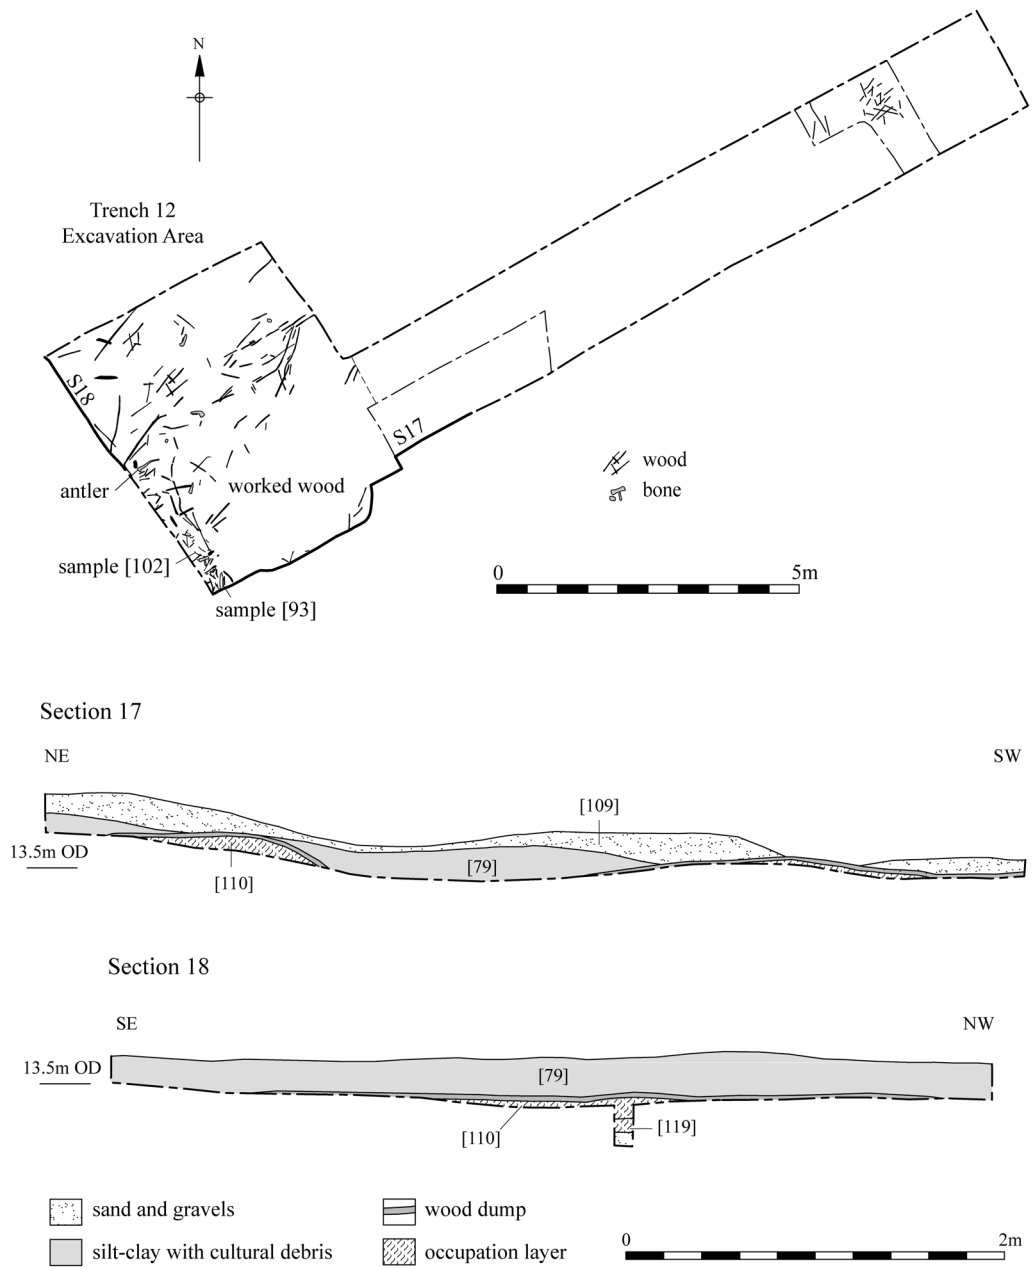 N
Trench 12
Excavation Area
S18
S17
antler
worked wood
sample [102]
sample [93]
wood
bone
0 5m
Section 17
NE SW
[109]
13.5m OD
[79]
[110]
Section 18
SE NW
13.5m OD
[79]
[110]
[119]
sand and gravels
wood dump
silt-clay with cultural debris
occupation layer
0 2m